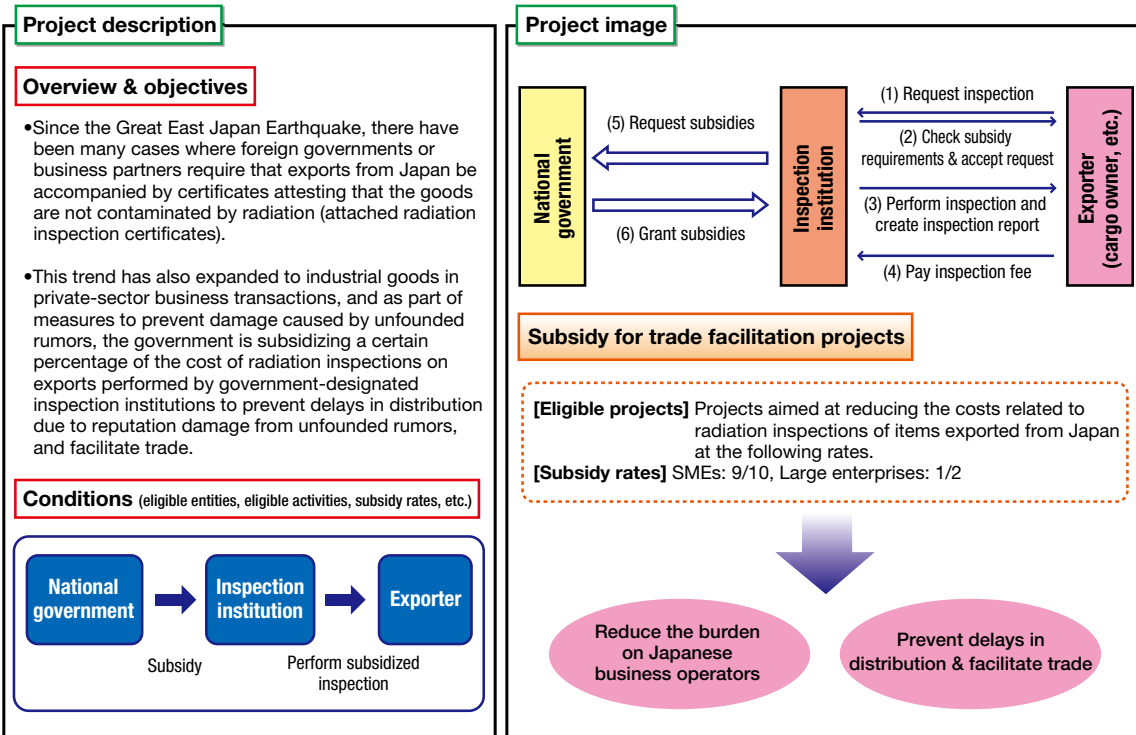 Project description
Overview & objectives
•Since the Great East Japan Earthquake, there have
been many cases where foreign governments or
business partners require that exports from Japan be
accompanied by certificates attesting that the goods
are not contaminated by radiation (attached radiation
inspection certificates).
•This trend has also expanded to industrial goods in
private-sector business transactions, and as part of
measures to prevent damage caused by unfounded
rumors, the government is subsidizing a certain
percentage of the cost of radiation inspections on
exports performed by government-designated
inspection institutions to prevent delays in distribution
due to reputation damage from unfounded rumors,
and facilitate trade.
Conditions (eligible entities, eligible activities, subsidy rates, etc.)
National
government
Inspection
institution
Exporter
Subsidy
Perform subsidized
inspection
Project image
National
government
(5) Request subsidies
(6) Grant subsidies
Inspection
institution
(1) Request inspection
(2) Check subsidy
requirements & accept request
(3) Perform inspection and
create inspection report
(4) Pay inspection fee
Exporter
(cargo owner, etc.)
Subsidy for trade facilitation projects
[Eligible projects] Projects aimed at reducing the costs related to
radiation inspections of items exported from Japan
at the following rates.
[Subsidy rates] SMEs: 9/10, Large enterprises: 1/2
Reduce the burden
on Japanese
business operators
Prevent delays in
distribution & facilitate trade